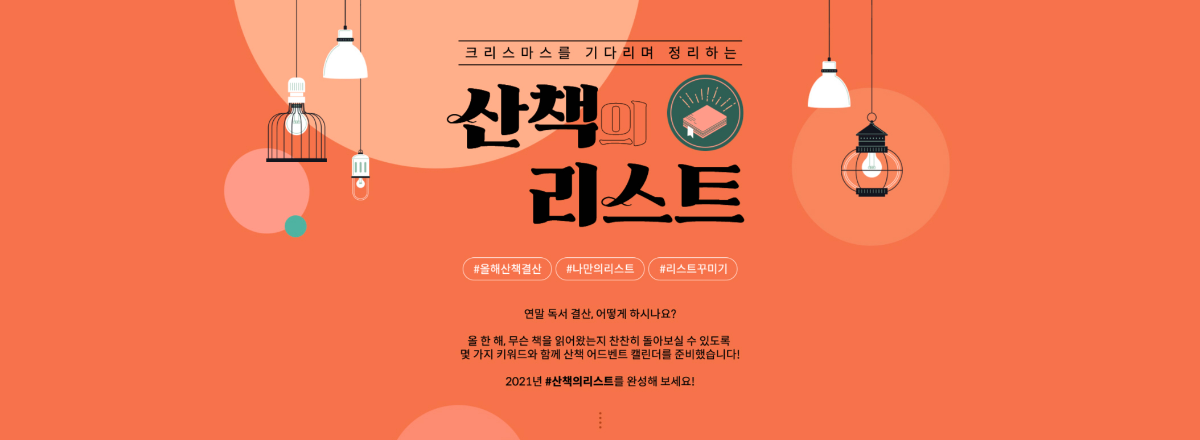 크리스마스를 기다리며 정리하는
산책의
리스트
#올해산책결산 #나만의리스트 #리스트꾸미기
연말 독서 결산, 어떻게 하시나요?
올 한 해, 무슨 책을 읽어왔는지 찬찬히 돌아보실 수 있도록
몇 가지 키워드와 함께 산책 어드벤트 캘린더를 준비했습니다!
2021년 #산책의리스트를 완성해 보세요!